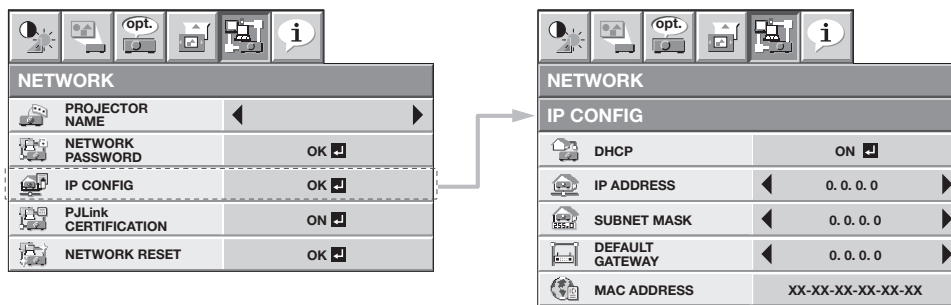 opt.
i
NETWORK
PROJECTOR
NAME
NETWORK
PASSWORD
OK
IP CONFIG
OK
PJLink
CERTIFICATION
ON
NETWORK RESET
OK
opt.
i
NETWORK
IP CONFIG
DHCP
ON
IP ADDRESS
0. 0. 0. 0
255.0
SUBNET MASK
0. 0. 0. 0
DEFAULT
GATEWAY
0. 0. 0. 0
MAC ADDRESS
XX-XX-XX-XX-XX-XX